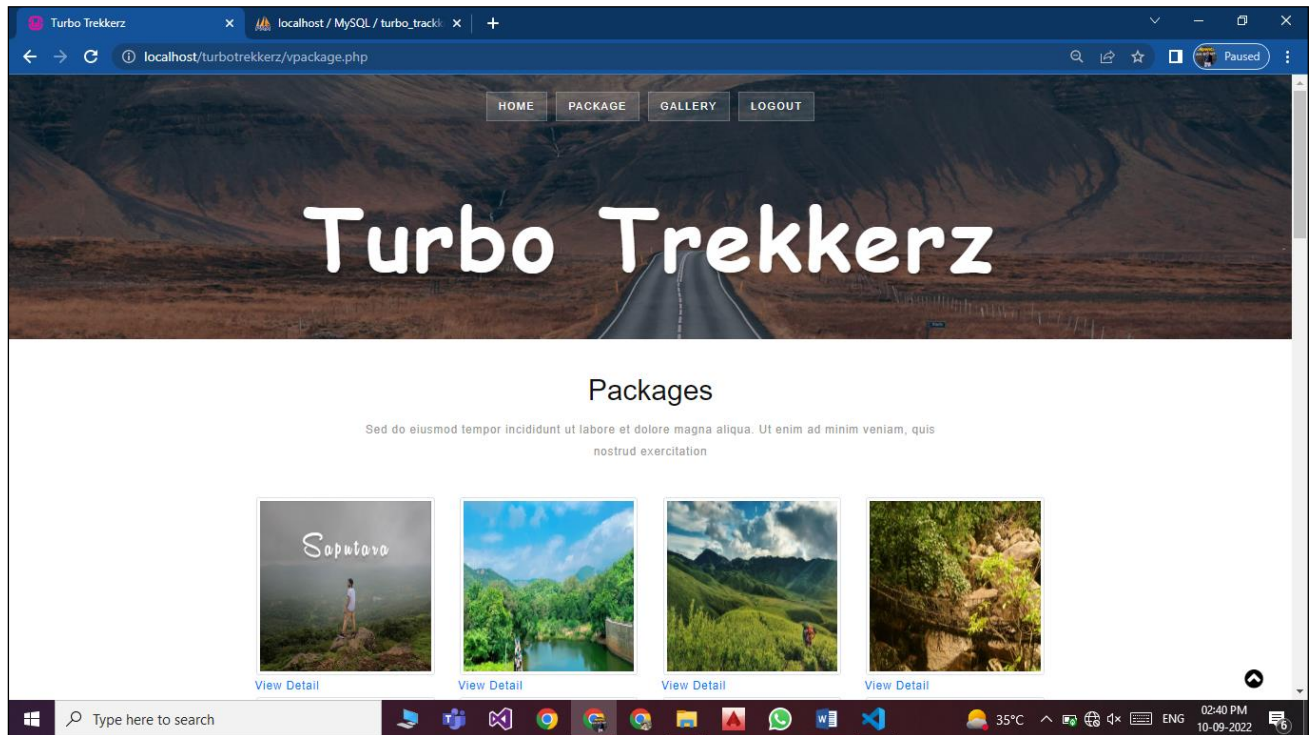 Turbo Trekkerz
localhost / MySQL / turbo_trackk
localhost/turbotrekkerz/vpackage.php
Paused
HOME PACKAGE GALLERY LOGOUT
Turbo Trekkerz
Packages
Sed do eiusmod tempor incididunt ut labore et dolore magna aliqua. Ut enim ad minim veniam, quis
nostrud exercitation
Saputara
View Detail View Detail View Detail View Detail
Type here to search
35°C
ENG
02:40 PM
10-09-2022
6